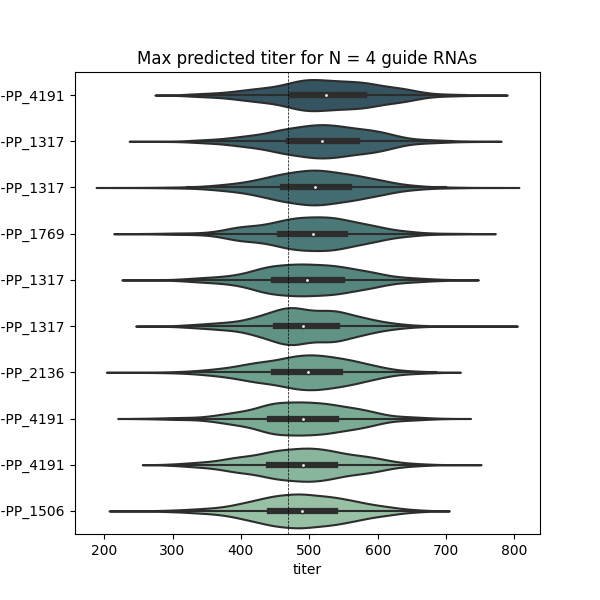 Max predicted titer for N = 4 guide RNAs
-PP_4191
-PP_1317
-PP_1317
-PP_1769
-PP_1317
-PP_1317
-PP_2136
-PP_4191
-PP_4191
-PP_1506
200 300 400 500 600 700 800
titer